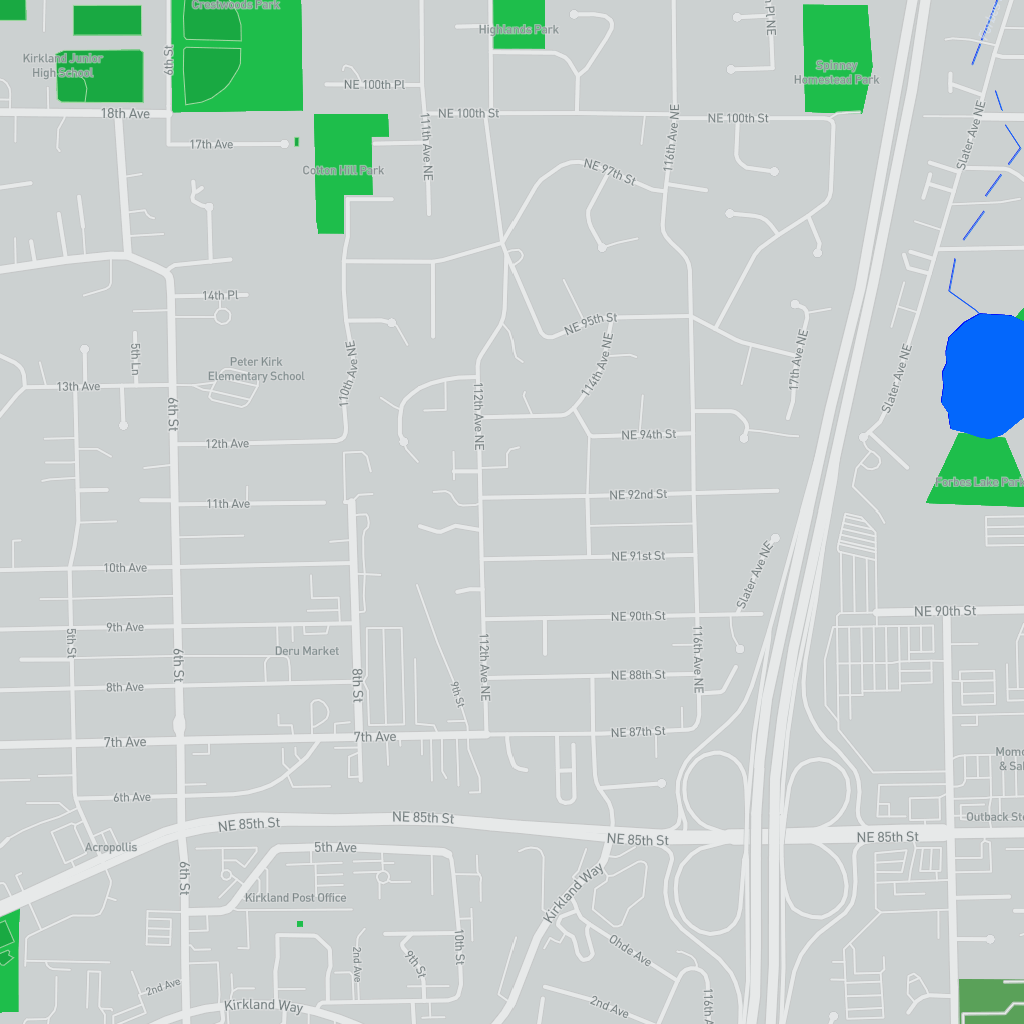 Crestwoods Park
Highlands Park
Pl NE
6th St
Kirkland Junior
High School
Spinney
Homestead Park
NE 100th Pl
18th Ave
NE 100th St
NE 100th St
111th Ave NE
116th Ave NE
Slater Ave NE
17th Ave
Cotton Hill Park
NE 97th St
14th Pl
NE 95th St
5th Ln
Peter Kirk
Elementary School
110th Ave NE
114th Ave NE
17th Ave NE
Slater Ave NE
13th Ave
6th St
112th Ave NE
12th Ave
NE 94th St
11th Ave
NE 92nd St
Forbes Lake Park
10th Ave
NE 91st St
Slater Ave NE
9th Ave
NE 90th St
NE 90th St
5th St
6th St
Deru Market
112th Ave NE
116th Ave NE
8th Ave
8th St
9th St
NE 88th St
7th Ave
7th Ave
NE 87th St
6th Ave
NE 85th St
NE 85th St
NE 85th St
NE 85th St
Acropollis
5th Ave
6th St
Kirkland Post Office
Kirkland Way
2nd Ave
2nd Ave
9th St
10th St
Ohde Ave
Kirkland Way
2nd Ave
116th A